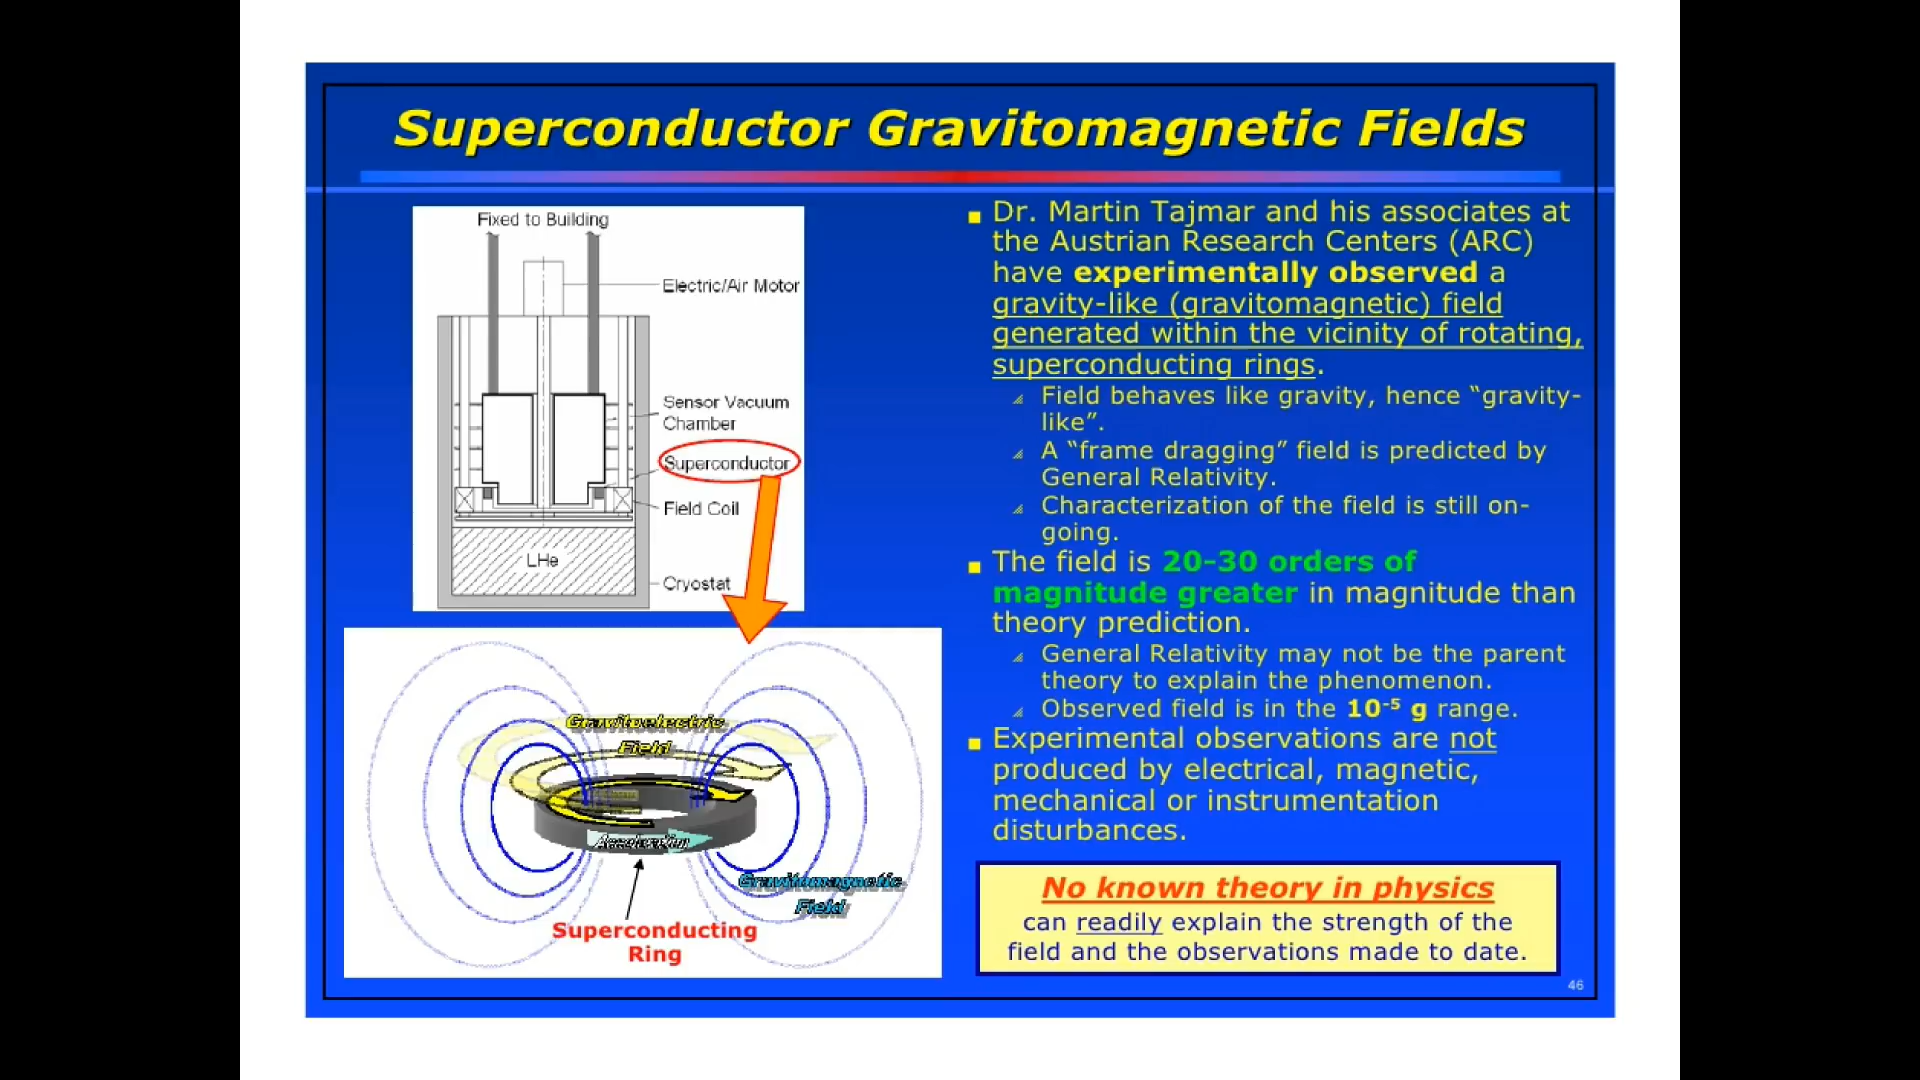 Superconductor Gravitomagnetic Fields
Fixed to Building
Electric/Air Motor
Sensor Vacuum
Chamber
Superconductor
Field Coil
LHe
Cryostat
Gravitoelectric
Field
Acceleration
Gravitomagnetic
Field
Superconducting
Ring
Dr. Martin Tajmar and his associates at
the Austrian Research Centers (ARC)
have experimentally observed a
gravity-like (gravitomagnetic) field
generated within the vicinity of rotating,
superconducting rings.
Field behaves like gravity, hence “gravity-
like”.
A “frame dragging” field is predicted by
General Relativity.
Characterization of the field is still on-
going.
The field is 20-30 orders of
magnitude greater in magnitude than
theory prediction.
General Relativity may not be the parent
theory to explain the phenomenon.
Observed field is in the 10⁻⁵ g range.
Experimental observations are not
produced by electrical, magnetic,
mechanical or instrumentation
disturbances.
No known theory in physics
can readily explain the strength of the
field and the observations made to date.
46